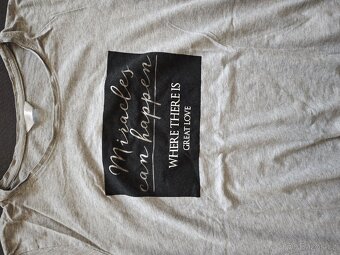 Miracles
can happen
WHERE THERE IS
GREAT LOVE